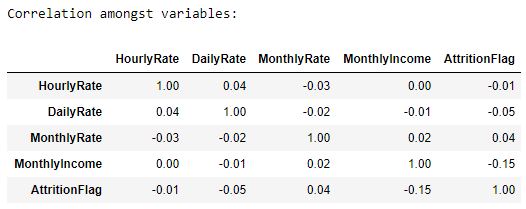 Correlation amongst variables:
HourlyRate DailyRate MonthlyRate MonthlyIncome AttritionFlag
HourlyRate 1.00 0.04 -0.03 0.00 -0.01
DailyRate 0.04 1.00 -0.02 -0.01 -0.05
MonthlyRate -0.03 -0.02 1.00 0.02 0.04
MonthlyIncome 0.00 -0.01 0.02 1.00 -0.15
AttritionFlag -0.01 -0.05 0.04 -0.15 1.00